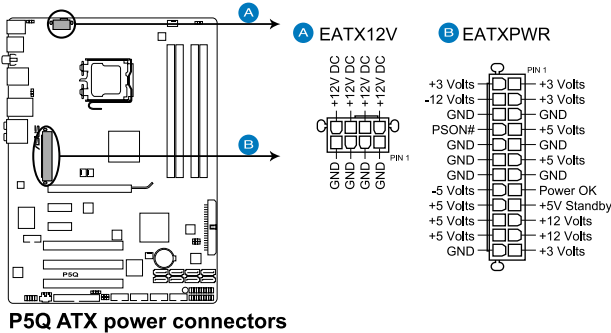 A
A EATX12V
B EATXPWR
+12V DC
+12V DC
+12V DC
+12V DC
PIN 1
GND
GND
GND
GND
PIN 1
+3 Volts +3 Volts
-12 Volts +3 Volts
GND GND
PSON# +5 Volts
GND GND
GND +5 Volts
GND GND
-5 Volts Power OK
+5 Volts +5V Standby
+5 Volts +12 Volts
+5 Volts +12 Volts
GND +3 Volts
B
P5Q
P5Q ATX power connectors